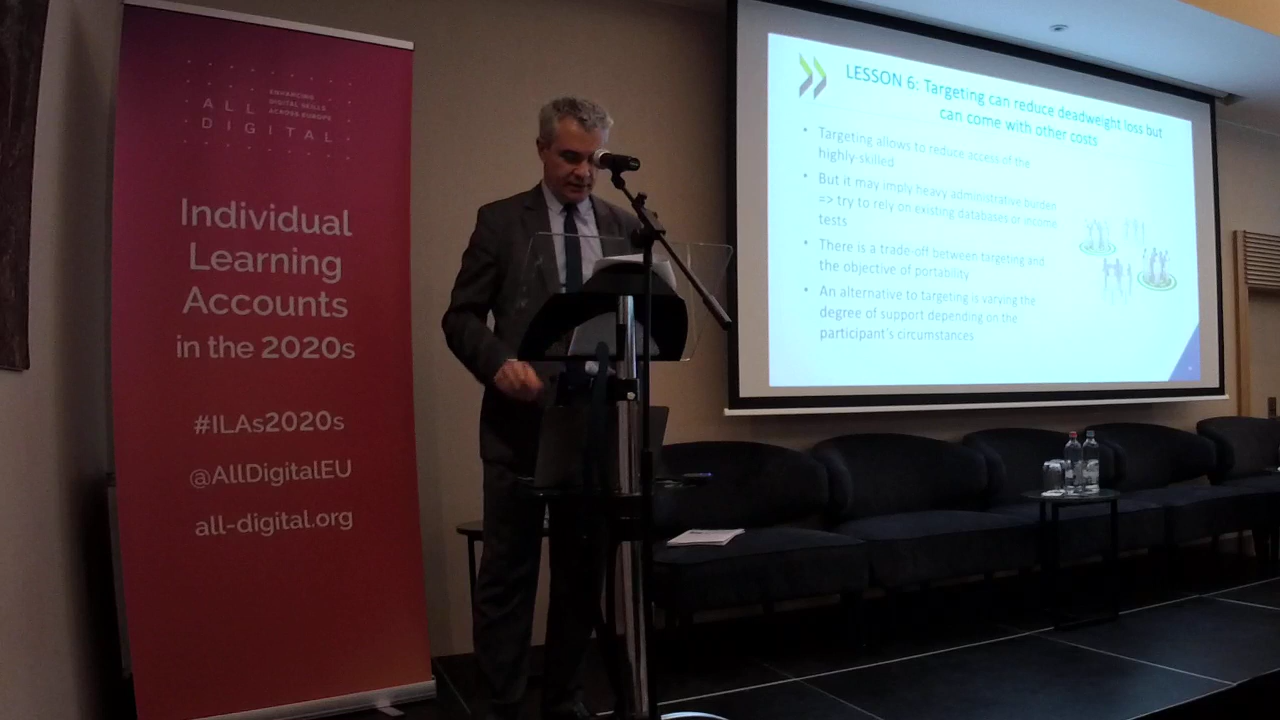 ALL
DIGITAL
ENHANCING
DIGITAL SKILLS
ACROSS EUROPE
Individual
Learning
Accounts
in the 2020s
#ILAs2020s
@AllDigitalEU
all-digital.org
LESSON 6: Targeting can reduce deadweight loss but
can come with other costs
• Targeting allows to reduce access of the
highly-skilled
• But it may imply heavy administrative burden
=> try to rely on existing databases or income
tests
• There is a trade-off between targeting and
the objective of portability
• An alternative to targeting is varying the
degree of support depending on the
participant's circumstances